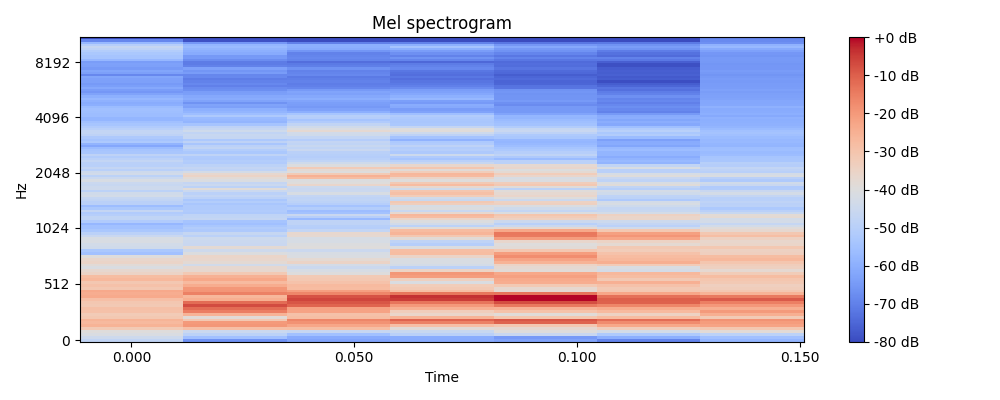 Mel spectrogram
Hz
8192
4096
2048
1024
512
0
0.000
0.050
0.100
0.150
Time
+0 dB
-10 dB
-20 dB
-30 dB
-40 dB
-50 dB
-60 dB
-70 dB
-80 dB